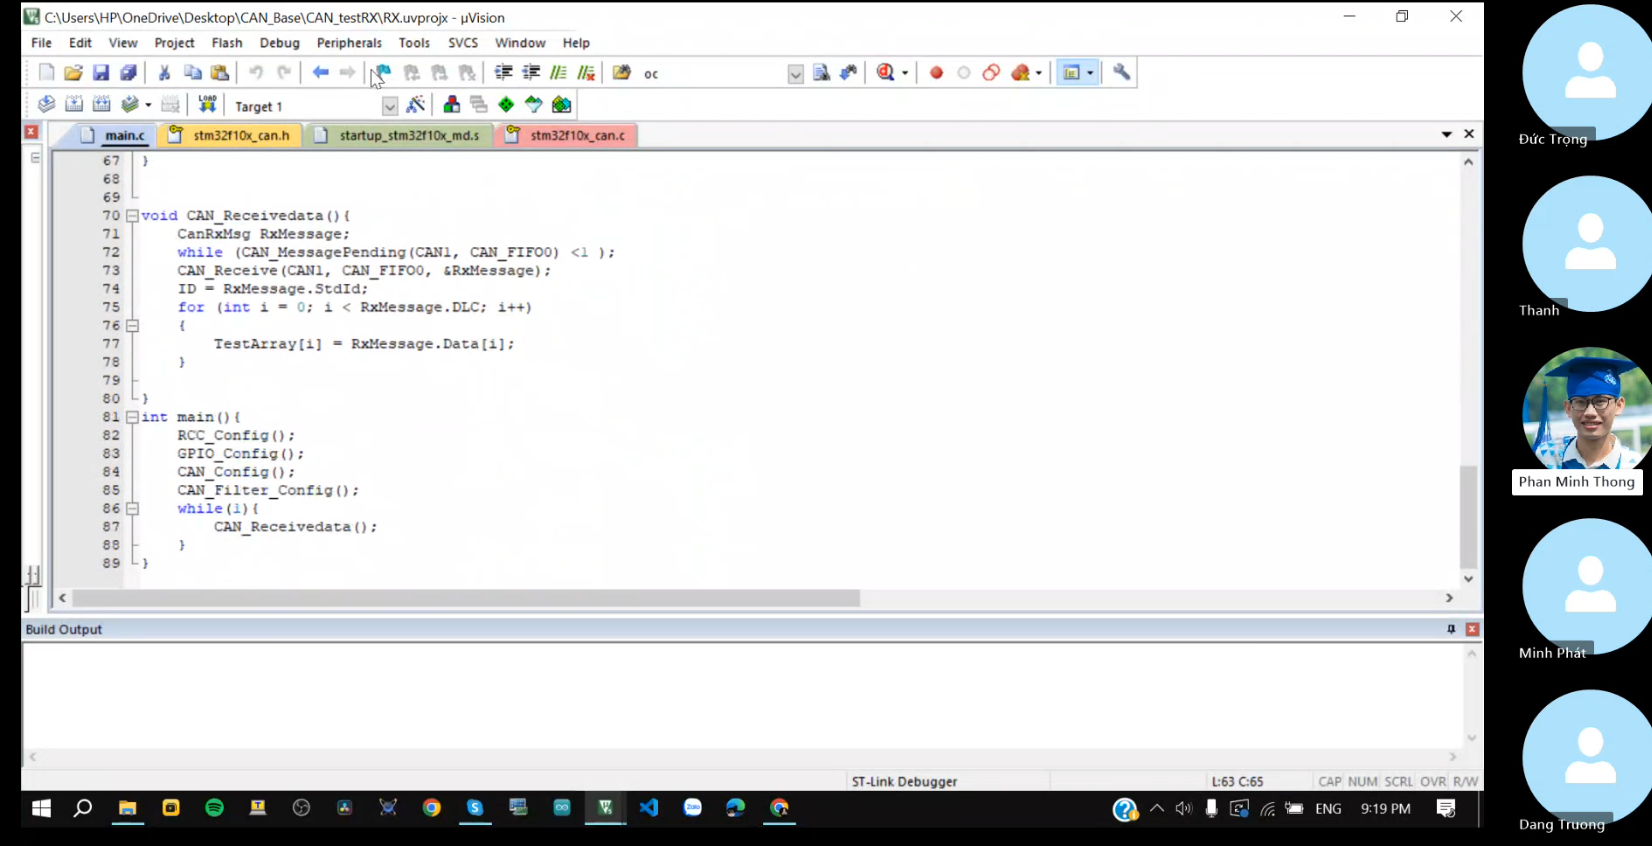 C:\Users\HP\OneDrive\Desktop\CAN_Base\CAN_testRX\RX.uvprojx - µVision
File Edit View Project Flash Debug Peripherals Tools SVCS Window Help
oc
LOAD Target 1
main.c stm32f10x_can.h startup_stm32f10x_md.s stm32f10x_can.c
67 }
68
69
70 void CAN_Receivedata(){
71 CanRxMsg RxMessage;
72 while (CAN_MessagePending(CAN1, CAN_FIFO0) <1 );
73 CAN_Receive(CAN1, CAN_FIFO0, &RxMessage);
74 ID = RxMessage.StdId;
75 for (int i = 0; i < RxMessage.DLC; i++)
76 {
77 TestArray[i] = RxMessage.Data[i];
78 }
79
80 }
81 int main(){
82 RCC_Config();
83 GPIO_Config();
84 CAN_Config();
85 CAN_Filter_Config();
86 while(1){
87 CAN_Receivedata();
88 }
89 }
Build Output
ST-Link Debugger L:63 C:65 CAP NUM SCRL OVR R/W
Zalo ENG 9:19 PM
Đức Trọng
Thanh
Phan Minh Thong
Minh Phát
Dang Truong